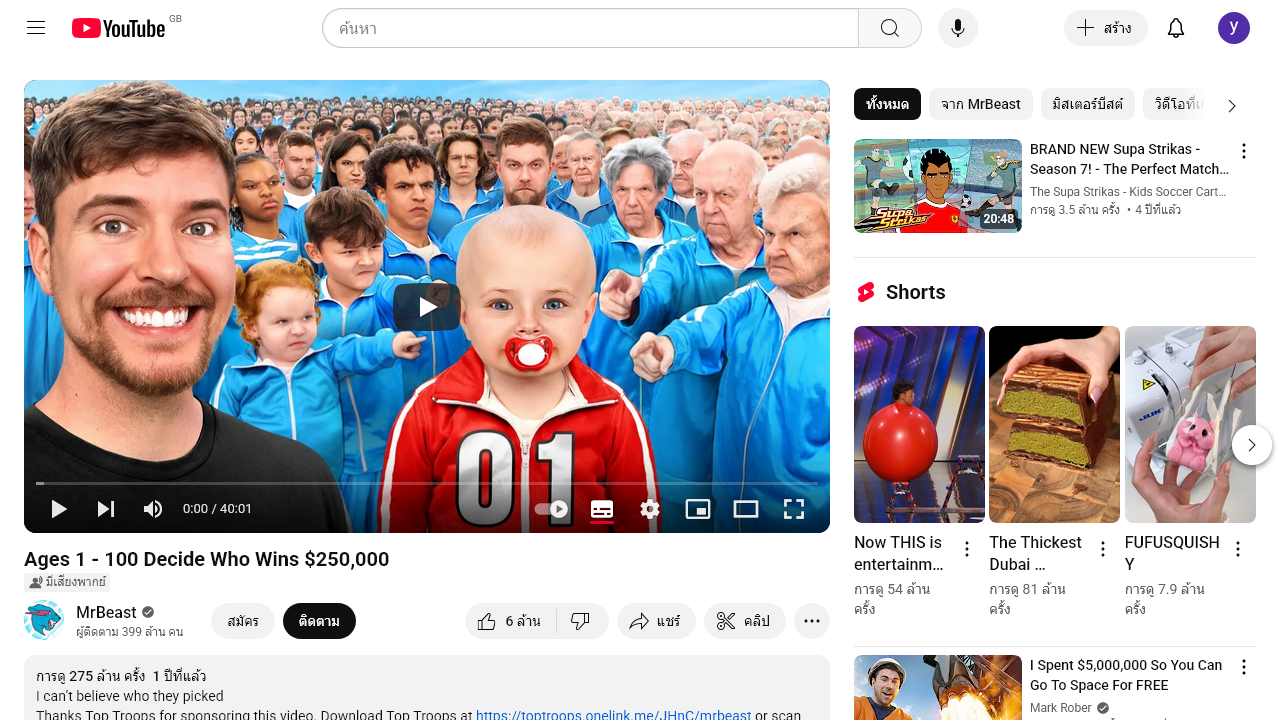 YouTube GB
ค้นหา
สร้าง
y
01
0:00 / 40:01
Ages 1 - 100 Decide Who Wins $250,000
มีเสียงพากย์
MrBeast
ผู้ติดตาม 399 ล้าน คน
สมัคร
ติดตาม
6 ล้าน
แชร์
คลิป
การดู 275 ล้าน ครั้ง 1 ปีที่แล้ว
I can't believe who they picked
Thanks Top Troops for sponsoring this video. Download Top Troops at https://toptroops.onelink.me/JHnC/mrbeast or scan
ทั้งหมด
จาก MrBeast
มิสเตอร์บีสต์
วิดีโอที่เ
SUPA STRIKAS
20:48
BRAND NEW Supa Strikas -
Season 7! - The Perfect Match...
The Supa Strikas - Kids Soccer Cart...
การดู 3.5 ล้าน ครั้ง • 4 ปีที่แล้ว
Shorts
JUKI
Now THIS is
entertainm...
การดู 54 ล้าน
ครั้ง
The Thickest
Dubai ...
การดู 81 ล้าน
ครั้ง
FUFUSQUISH
Y
การดู 7.9 ล้าน
ครั้ง
I Spent $5,000,000 So You Can
Go To Space For FREE
Mark Rober